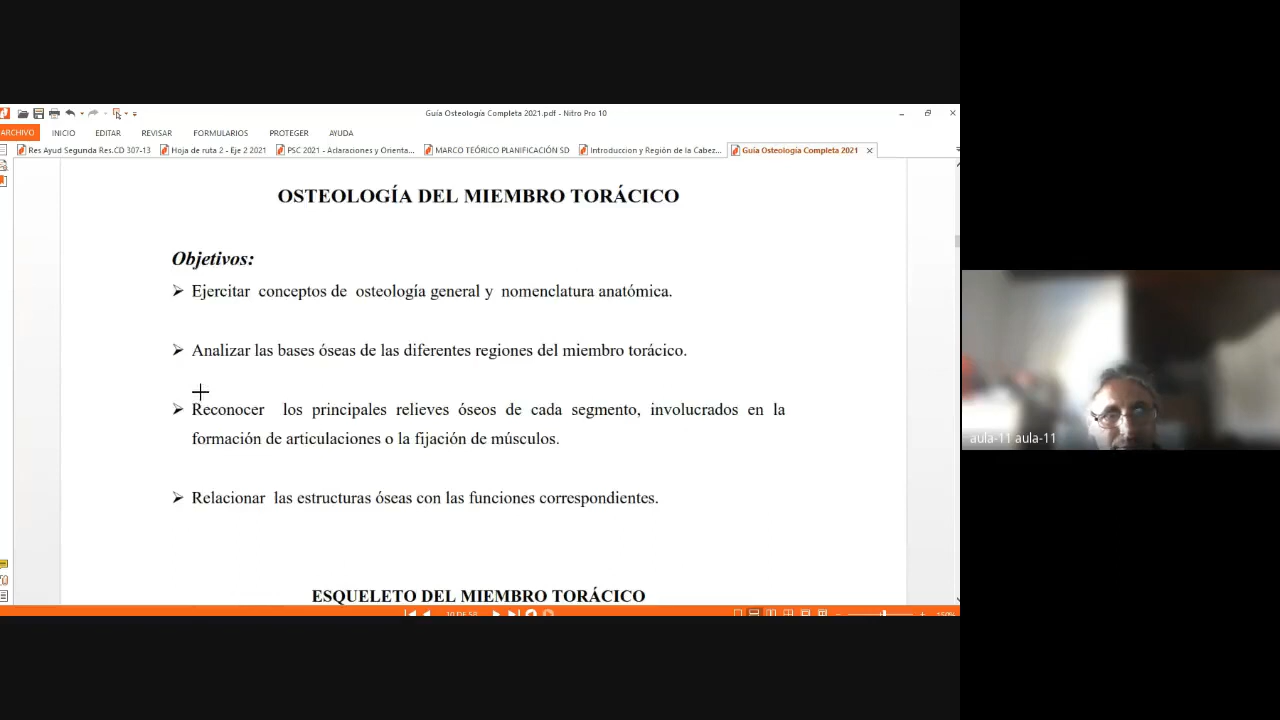 Guía Osteología Completa 2021.pdf - Nitro Pro 10
ARCHIVO INICIO EDITAR REVISAR FORMULARIOS PROTEGER AYUDA
Res Ayud Segunda Res.CD 307-13 Hoja de ruta 2 - Eje 2 2021 PSC 2021 - Aclaraciones y Orienta... MARCO TEÓRICO PLANIFICACIÓN SD Introduccion y Región de la Cabez... Guía Osteología Completa 2021
OSTEOLOGÍA DEL MIEMBRO TORÁCICO
Objetivos:
➢ Ejercitar conceptos de osteología general y nomenclatura anatómica.
➢ Analizar las bases óseas de las diferentes regiones del miembro torácico.
➢ Reconocer los principales relieves óseos de cada segmento, involucrados en la
formación de articulaciones o la fijación de músculos.
➢ Relacionar las estructuras óseas con las funciones correspondientes.
ESQUELETO DEL MIEMBRO TORÁCICO
150%
aula-11 aula-11